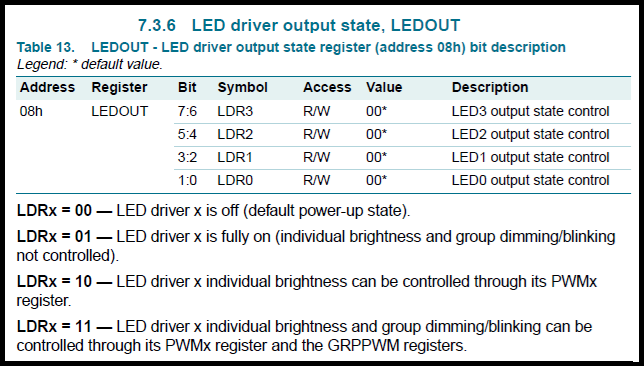 7.3.6 LED driver output state, LEDOUT
Table 13. LEDOUT - LED driver output state register (address 08h) bit description
Legend: * default value.
Address Register Bit Symbol Access Value Description
08h LEDOUT 7:6 LDR3 R/W 00* LED3 output state control
5:4 LDR2 R/W 00* LED2 output state control
3:2 LDR1 R/W 00* LED1 output state control
1:0 LDR0 R/W 00* LED0 output state control
LDRx = 00 — LED driver x is off (default power-up state).
LDRx = 01 — LED driver x is fully on (individual brightness and group dimming/blinking
not controlled).
LDRx = 10 — LED driver x individual brightness can be controlled through its PWMx
register.
LDRx = 11 — LED driver x individual brightness and group dimming/blinking can be
controlled through its PWMx register and the GRPPWM registers.